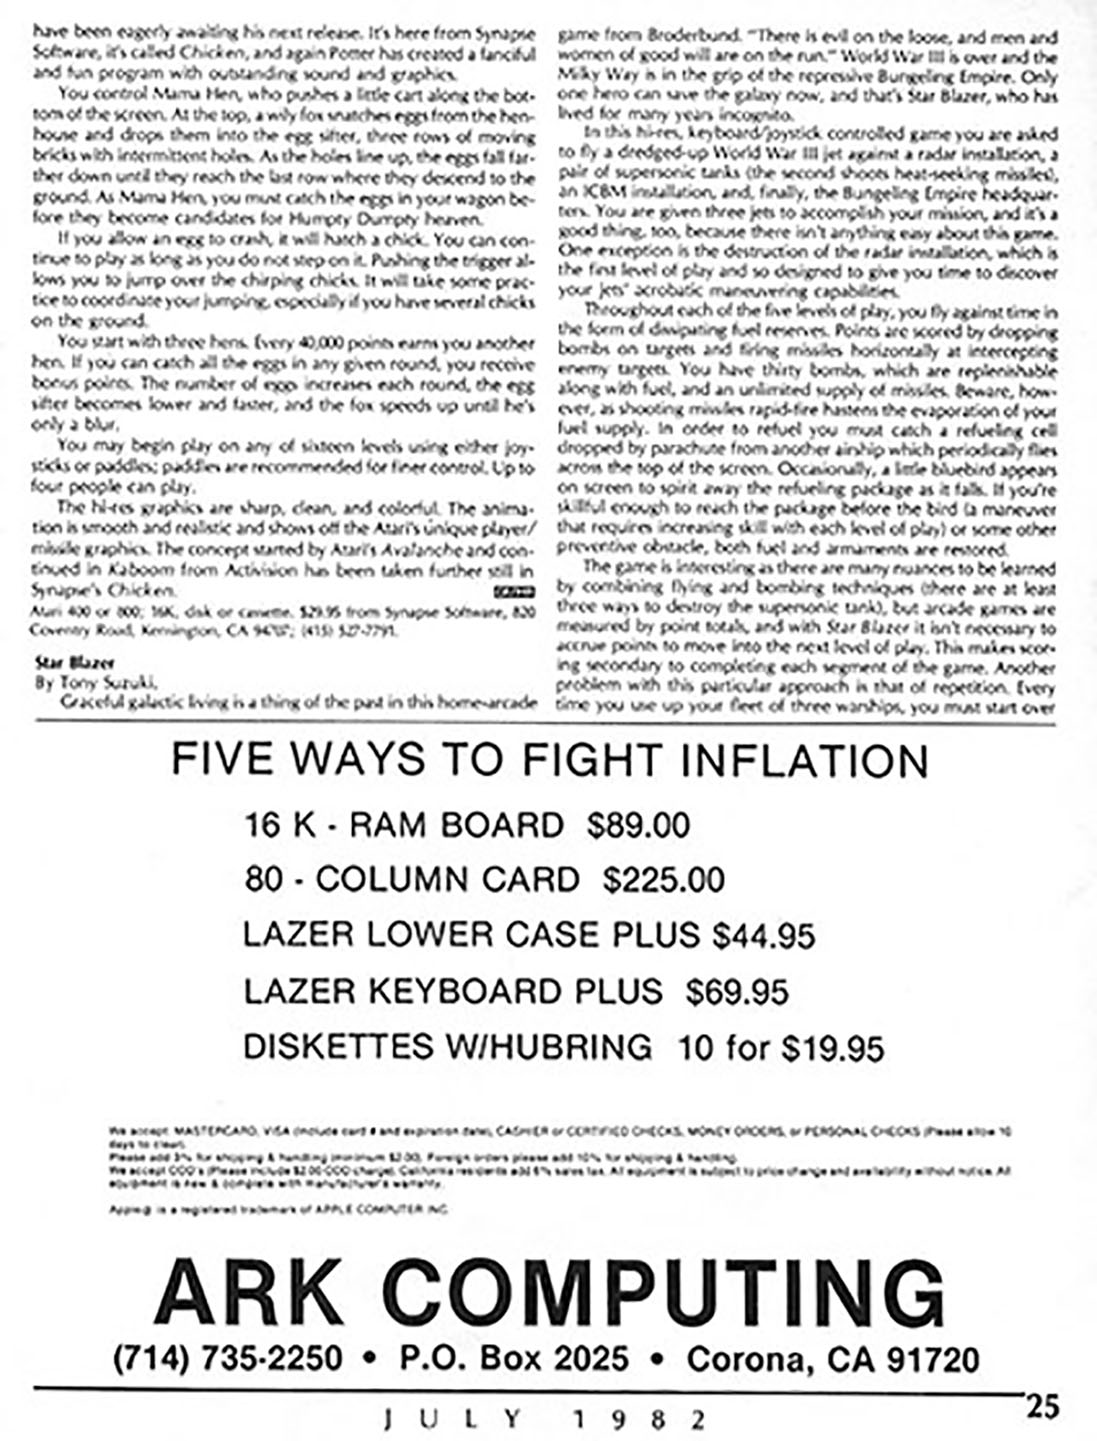 have been eagerly awaiting his next release. It's here from Synapse
Software, it's called Chicken, and again Potter has created a fanciful
and fun program with outstanding sound and graphics.
You control Mama Hen, who pushes a little cart along the bot-
tom of the screen. At the top, a wily fox snatches eggs from the hen-
house and drops them into the egg sifter, three rows of moving
bricks with intermittent holes. As the holes line up, the eggs fall far-
ther down until they reach the last row where they descend to the
ground. As Mama Hen, you must catch the eggs in your wagon be-
fore they become candidates for Humpty Dumpty heaven.
If you allow an egg to crash, it will hatch a chick. You can con-
tinue to play as long as you do not step on it. Pushing the trigger al-
lows you to jump over the chirping chicks. It will take some prac-
tice to coordinate your jumping, especially if you have several chicks
on the ground.
You start with three hens. Every 40,000 points earns you another
hen. If you can catch all the eggs in any given round, you receive
bonus points. The number of eggs increases each round, the egg
sifter becomes lower and faster, and the fox speeds up until he's
only a blur.
You may begin play on any of sixteen levels using either joy-
sticks or paddles; paddles are recommended for finer control. Up to
four people can play.
The hi-res graphics are sharp, clean, and colorful. The anima-
tion is smooth and realistic and shows off the Atari's unique player/
missile graphics. The concept started by Atari's Avalanche and con-
tinued in Kaboom from Activision has been taken further still in
Synapse's Chicken.
Atari 400 or 800; 16K, disk or cassette. $29.95 from Synapse Software, 820
Coventry Road, Kensington, CA 94707; (415) 527-7791.
Star Blazer
By Tony Suzuki.
Graceful galactic living is a thing of the past in this home-arcade
game from Broderbund. "There is evil on the loose, and men and
women of good will are on the run." World War III is over and the
Milky Way is in the grip of the repressive Bungeling Empire. Only
one hero can save the galaxy now, and that's Star Blazer, who has
lived for many years incognito.
In this hi-res, keyboard/joystick controlled game you are asked
to fly a dredged-up World War III jet against a radar installation, a
pair of supersonic tanks (the second shoots heat-seeking missiles),
an ICBM installation, and, finally, the Bungeling Empire headquar-
ters. You are given three jets to accomplish your mission, and it's a
good thing, too, because there isn't anything easy about this game.
One exception is the destruction of the radar installation, which is
the first level of play and so designed to give you time to discover
your jets' acrobatic maneuvering capabilities.
Throughout each of the five levels of play, you fly against time in
the form of dissipating fuel reserves. Points are scored by dropping
bombs on targets and firing missiles horizontally at intercepting
enemy targets. You have thirty bombs, which are replenishable
along with fuel, and an unlimited supply of missiles. Beware, how-
ever, as shooting missiles rapid-fire hastens the evaporation of your
fuel supply. In order to refuel you must catch a refueling cell
dropped by parachute from another airship which periodically flies
across the top of the screen. Occasionally, a little bluebird appears
on screen to spirit away the refueling package as it falls. If you're
skillful enough to reach the package before the bird (a maneuver
that requires increasing skill with each level of play) or some other
preventive obstacle, both fuel and armaments are restored.
The game is interesting as there are many nuances to be learned
by combining flying and bombing techniques (there are at least
three ways to destroy the supersonic tank), but arcade games are
measured by point totals, and with Star Blazer it isn't necessary to
accrue points to move into the next level of play. This makes scor-
ing secondary to completing each segment of the game. Another
problem with this particular approach is that of repetition. Every
time you use up your fleet of three warships, you must start over
FIVE WAYS TO FIGHT INFLATION
16 K - RAM BOARD $89.00
80 - COLUMN CARD $225.00
LAZER LOWER CASE PLUS $44.95
LAZER KEYBOARD PLUS $69.95
DISKETTES W/HUBRING 10 for $19.95
We accept: MASTERCARD, VISA (include card # and expiration date), CASHIER or CERTIFIED CHECKS, MONEY ORDERS, or PERSONAL CHECKS (Please allow 10
days to clear).
Please add 3% for shipping & handling (minimum $2.00). Foreign orders please add 10% for shipping & handling.
We accept COD's (Please include $2.00 COD charge). California residents add 6% sales tax. All equipment is subject to price change and availability without notice. All
equipment is new & complete with manufacturer's warranty.
Apple® is a registered trademark of APPLE COMPUTER INC.
ARK COMPUTING
(714) 735-2250 • P.O. Box 2025 • Corona, CA 91720
JULY 1982
25